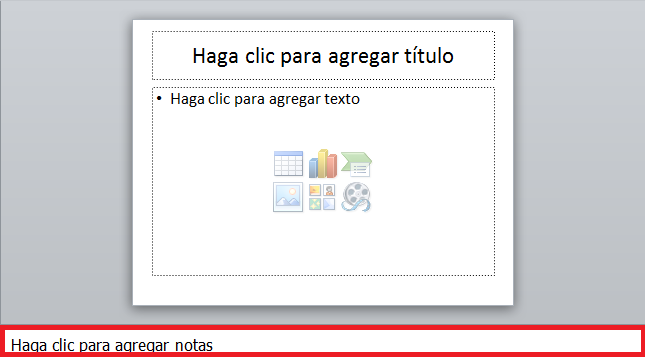 Haga clic para agregar título
• Haga clic para agregar texto
Haga clic para agregar notas